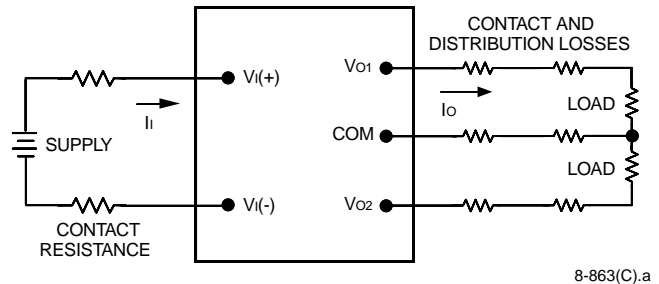 CONTACT AND
DISTRIBUTION LOSSES
VI(+)
VO1
II
IO
LOAD
SUPPLY
COM
LOAD
VI(-)
VO2
CONTACT
RESISTANCE
8-863(C).a